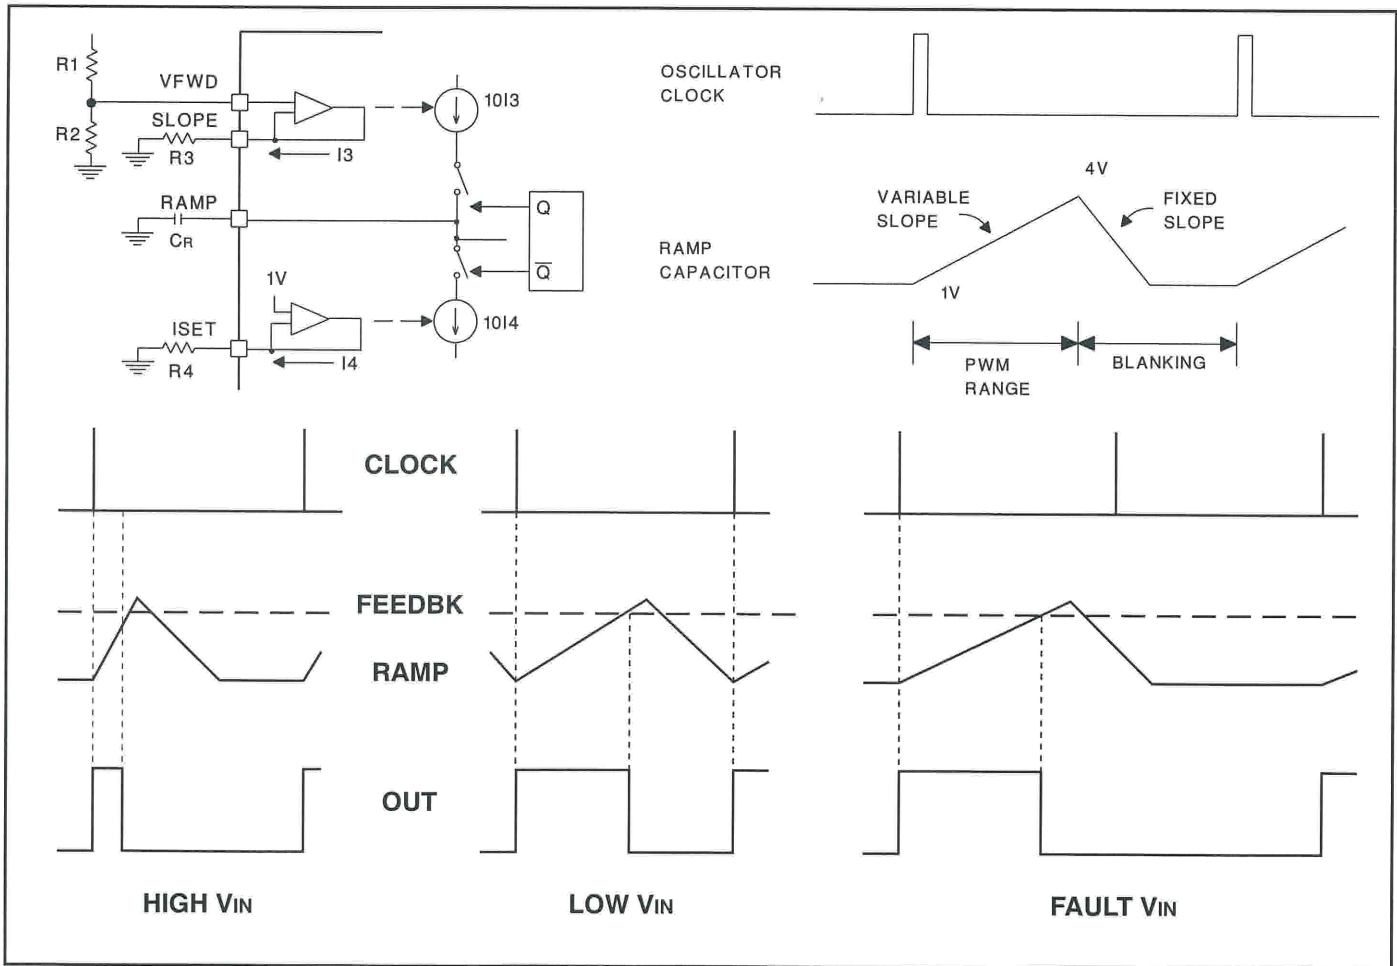 R1
VFWD
R2
SLOPE
R3
I3
10I3
RAMP
CR
Q
Q̅
1V
ISET
R4
I4
10I4
OSCILLATOR
CLOCK
4V
VARIABLE
SLOPE
FIXED
SLOPE
RAMP
CAPACITOR
1V
PWM
RANGE
BLANKING
CLOCK
FEEDBK
RAMP
OUT
HIGH VIN
LOW VIN
FAULT VIN